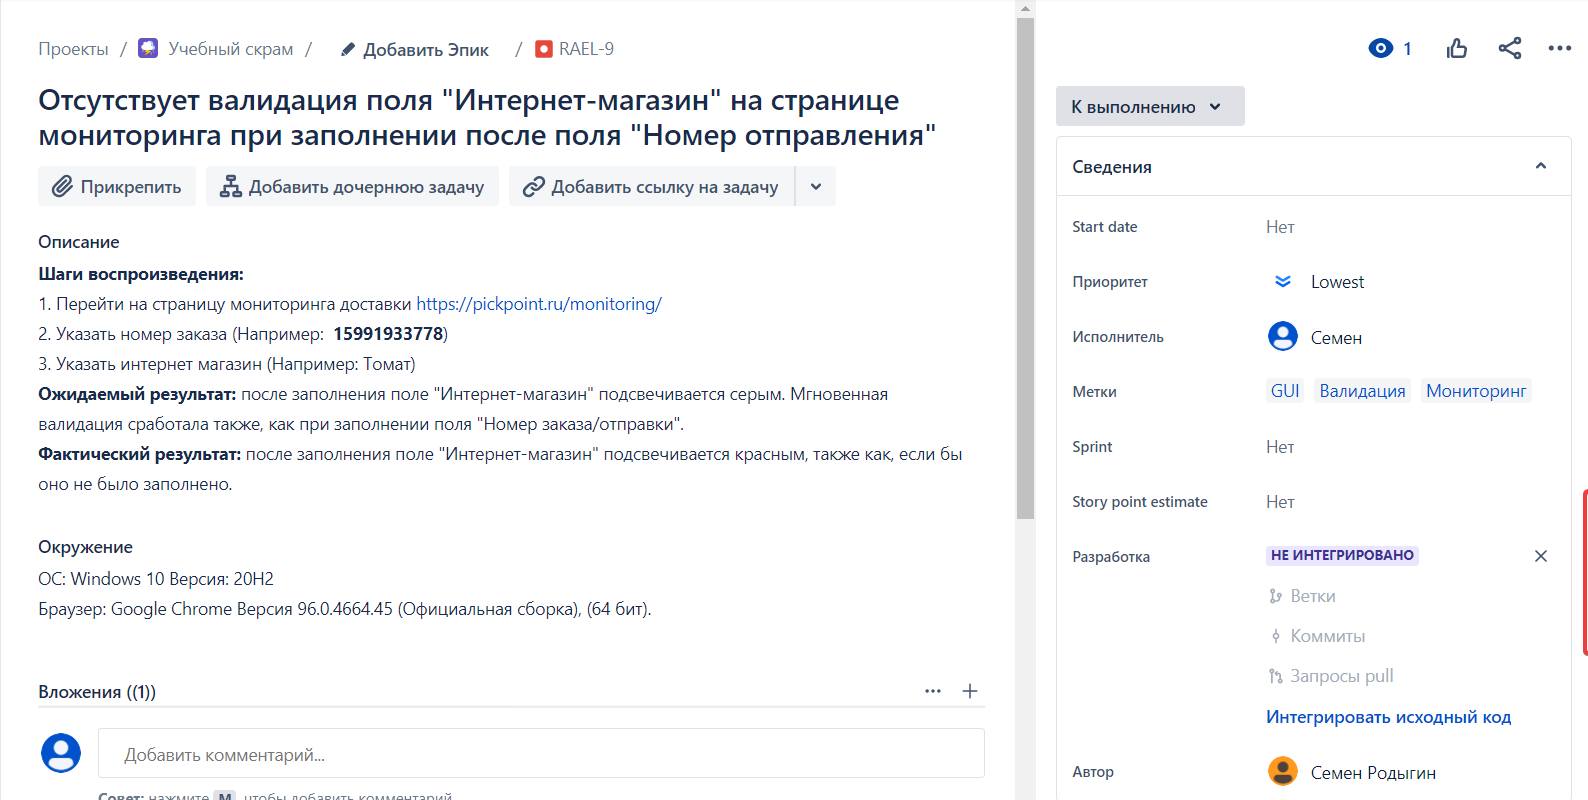 Проекты / Учебный скрам / Добавить Эпик / RAEL-9
1
Отсутствует валидация поля "Интернет-магазин" на странице
мониторинга при заполнении после поля "Номер отправления"
Прикрепить
Добавить дочернюю задачу
Добавить ссылку на задачу
Описание
Шаги воспроизведения:
1. Перейти на страницу мониторинга доставки https://pickpoint.ru/monitoring/
2. Указать номер заказа (Например: 15991933778)
3. Указать интернет магазин (Например: Томат)
Ожидаемый результат: после заполнения поле "Интернет-магазин" подсвечивается серым. Мгновенная
валидация сработала также, как при заполнении поля "Номер заказа/отправки".
Фактический результат: после заполнения поле "Интернет-магазин" подсвечивается красным, также как, если бы
оно не было заполнено.
Окружение
ОС: Windows 10 Версия: 20H2
Браузер: Google Chrome Версия 96.0.4664.45 (Официальная сборка), (64 бит).
Вложения ((1))
Добавить комментарий...
Совет: нажмите M чтобы добавить комментарий
К выполнению
Сведения
Start date Нет
Приоритет Lowest
Исполнитель Семен
Метки GUI Валидация Мониторинг
Sprint Нет
Story point estimate Нет
Разработка НЕ ИНТЕГРИРОВАНО
Ветки
Коммиты
Запросы pull
Интегрировать исходный код
Автор Семен Родыгин